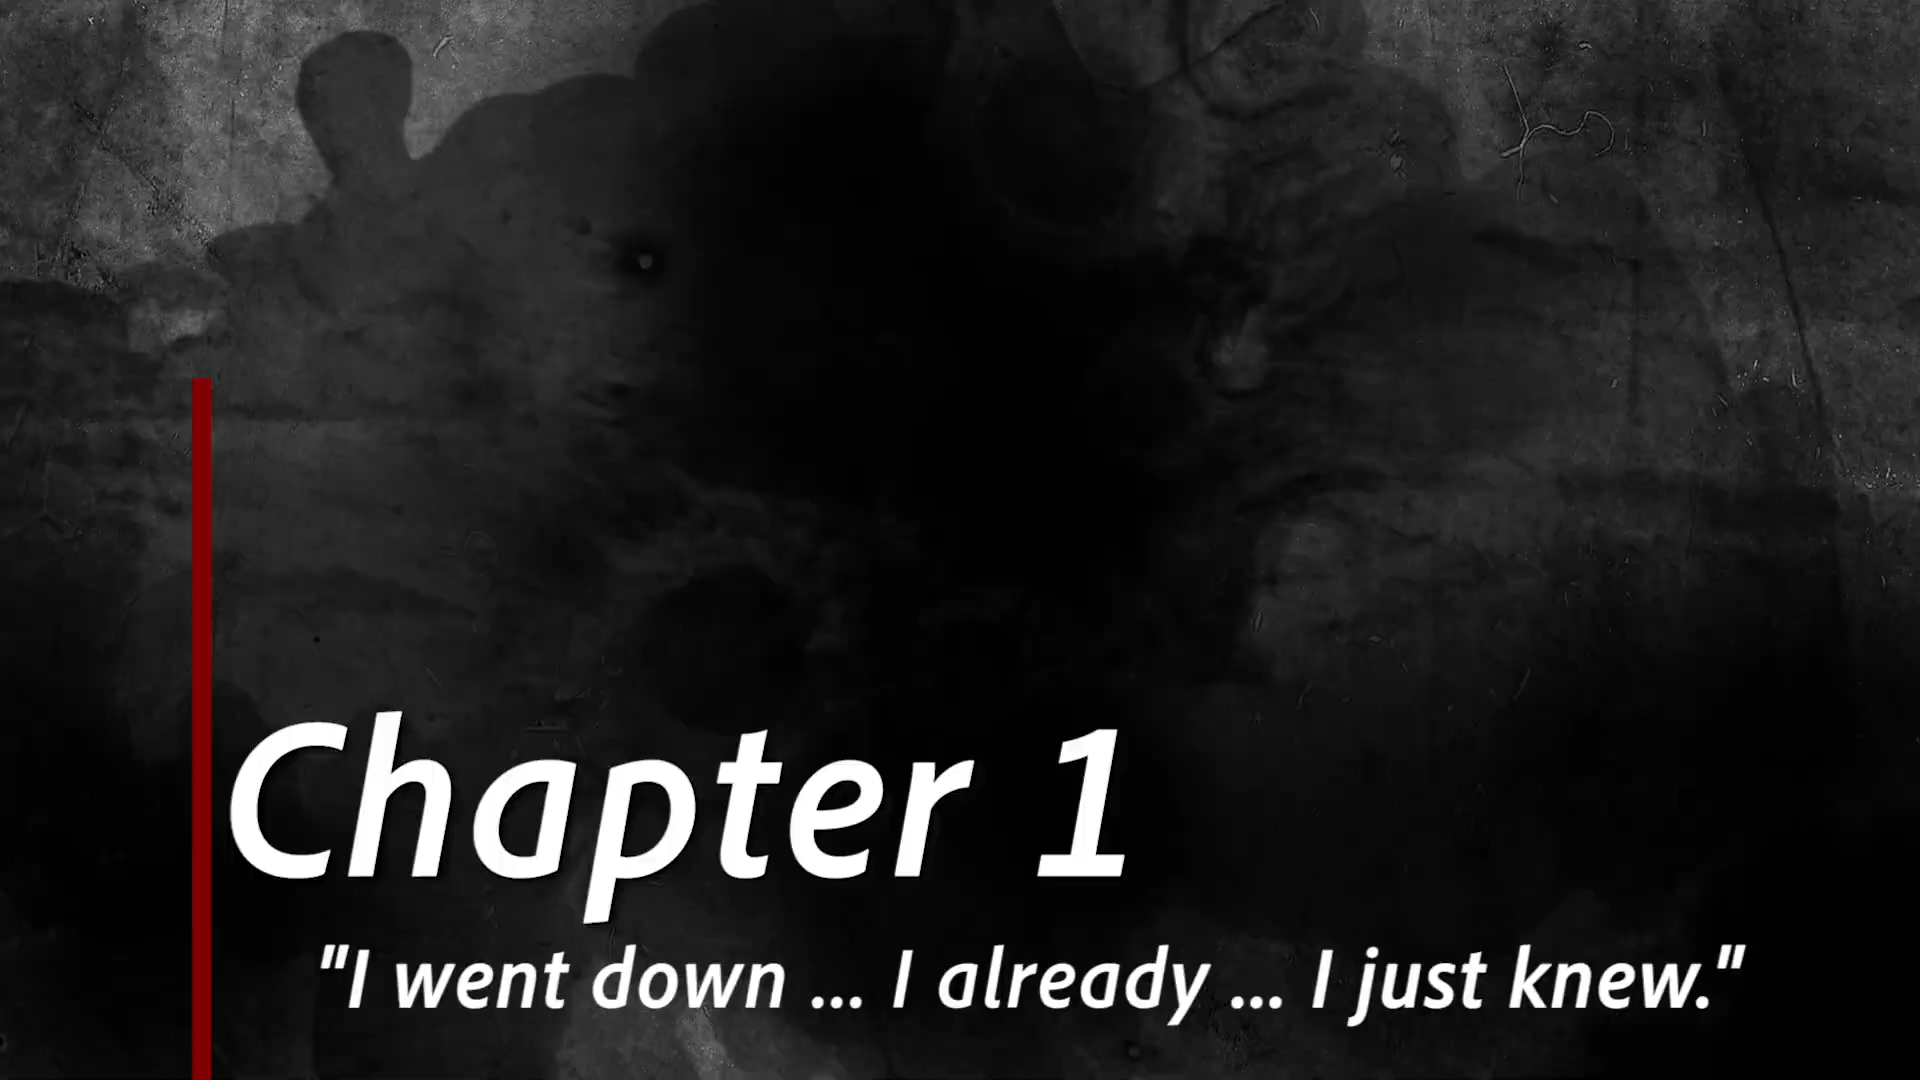 Chapter 1
"I went down ... I already ... I just knew."